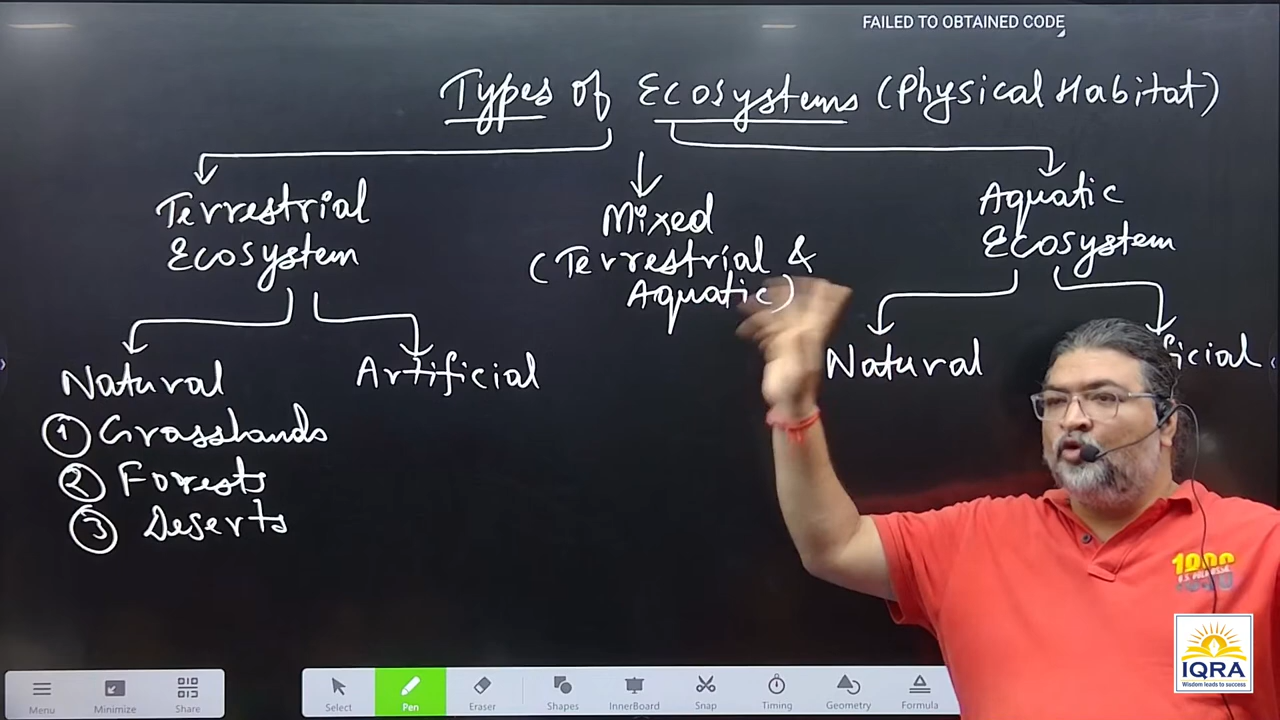 FAILED TO OBTAINED CODE
Types of Ecosystems (Physical Habitat)
Terrestrial
Ecosystem
Mixed
(Terrestrial &
Aquatic)
Aquatic
Ecosystem
Natural
Artificial
Natural
ficial
① Grasslands
② Forests
③ Deserts
Menu
Minimize
Share
Select
Pen
Eraser
Shapes
InnerBoard
Snap
Timing
Geometry
Formula
IQRA
Wisdom leads to success